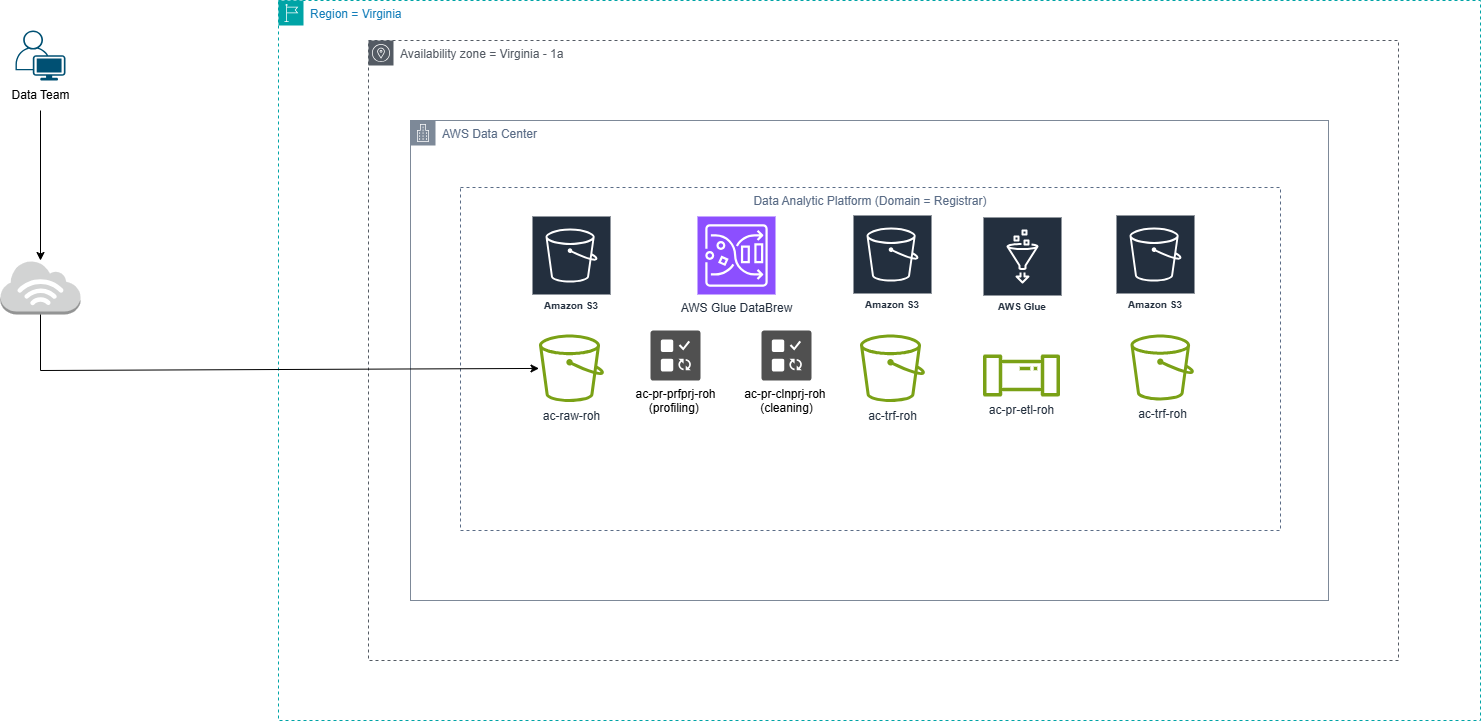 Region = Virginia
Data Team
Availability zone = Virginia - 1a
AWS Data Center
Data Analytic Platform (Domain = Registrar)
Amazon S3
AWS Glue DataBrew
Amazon S3
AWS Glue
Amazon S3
ac-raw-roh
ac-pr-prfprj-roh
(profiling)
ac-pr-clnprj-roh
(cleaning)
ac-trf-roh
ac-pr-etl-roh
ac-trf-roh